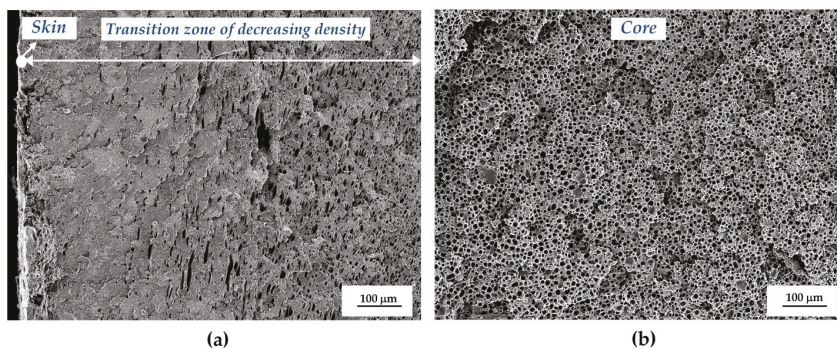 Skin
Transition zone of decreasing density
Core
100 µm
100 µm
(a)
(b)